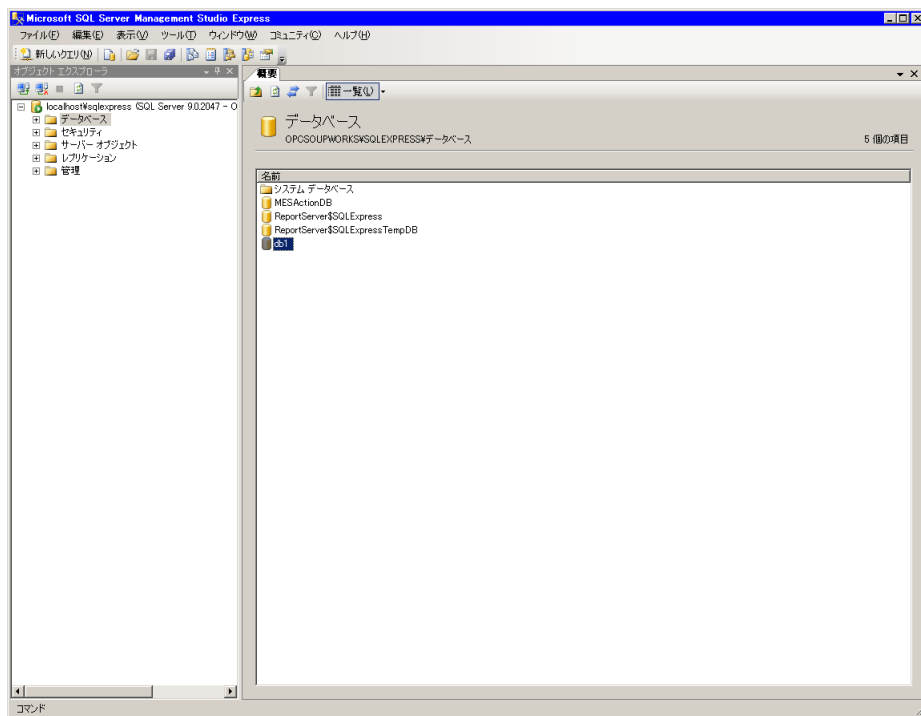 Microsoft SQL Server Management Studio Express
ファイル(F) 編集(E) 表示(V) ツール(T) ウィンドウ(W) コミュニティ(C) ヘルプ(H)
新しいクエリ(N)
オブジェクト エクスプローラ
概要
一覧(L)
localhost¥sqlexpress (SQL Server 9.0.2047 - O
データベース
セキュリティ
サーバー オブジェクト
レプリケーション
管理
データベース
OPCSOUPWORKS¥SQLEXPRESS¥データベース
5 個の項目
名前
システム データベース
MESActionDB
ReportServer$SQLExpress
ReportServer$SQLExpressTempDB
db1
コマンド